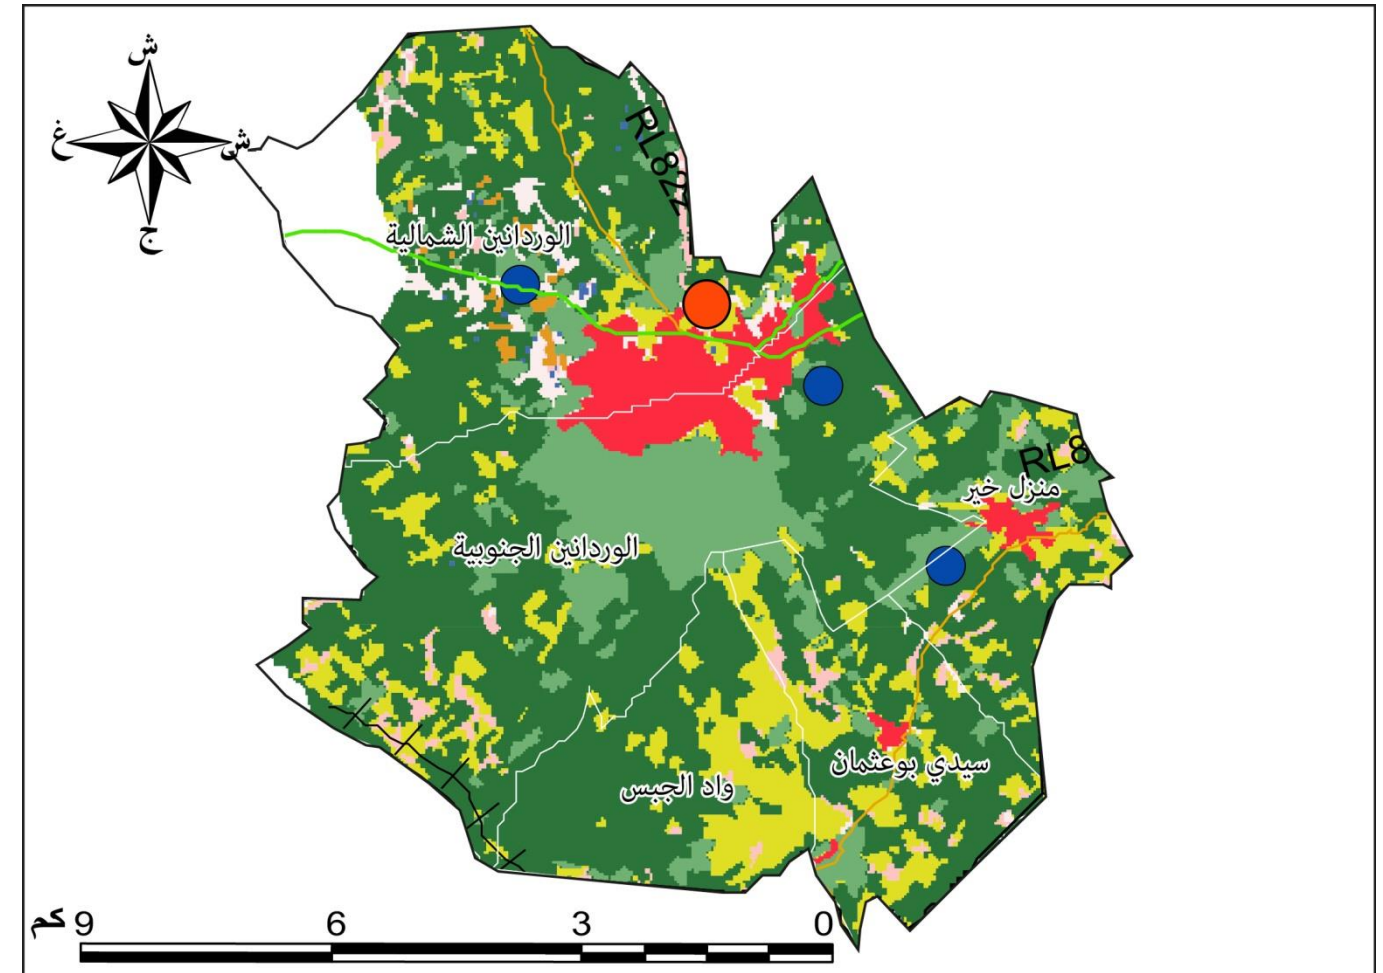 ش
غ
ش
ج
RL822
الوردانين الشمالية
RL8
منزل خير
الوردانين الجنوبية
سيدي بوعثمان
واد الجبس
كم 9 6 3 0